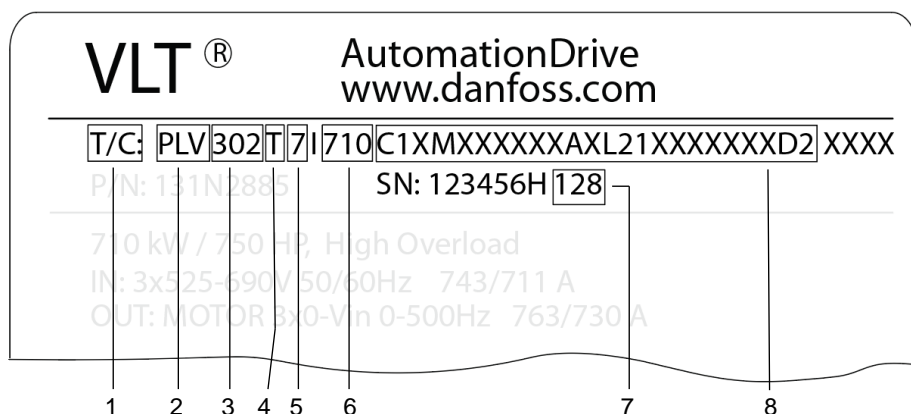 VLT ® AutomationDrive
www.danfoss.com
T/C: PLV 302 T 7 I 710 C1XMXXXXXXAXL21XXXXXXXD2 XXXX
P/N: 131N2885 SN: 123456H 128
710 kW / 750 HP, High Overload
IN: 3x525-690V 50/60Hz 743/711 A
OUT: MOTOR 3x0-Vin 0-500Hz 763/730 A
1 2 3 4 5 6 7 8